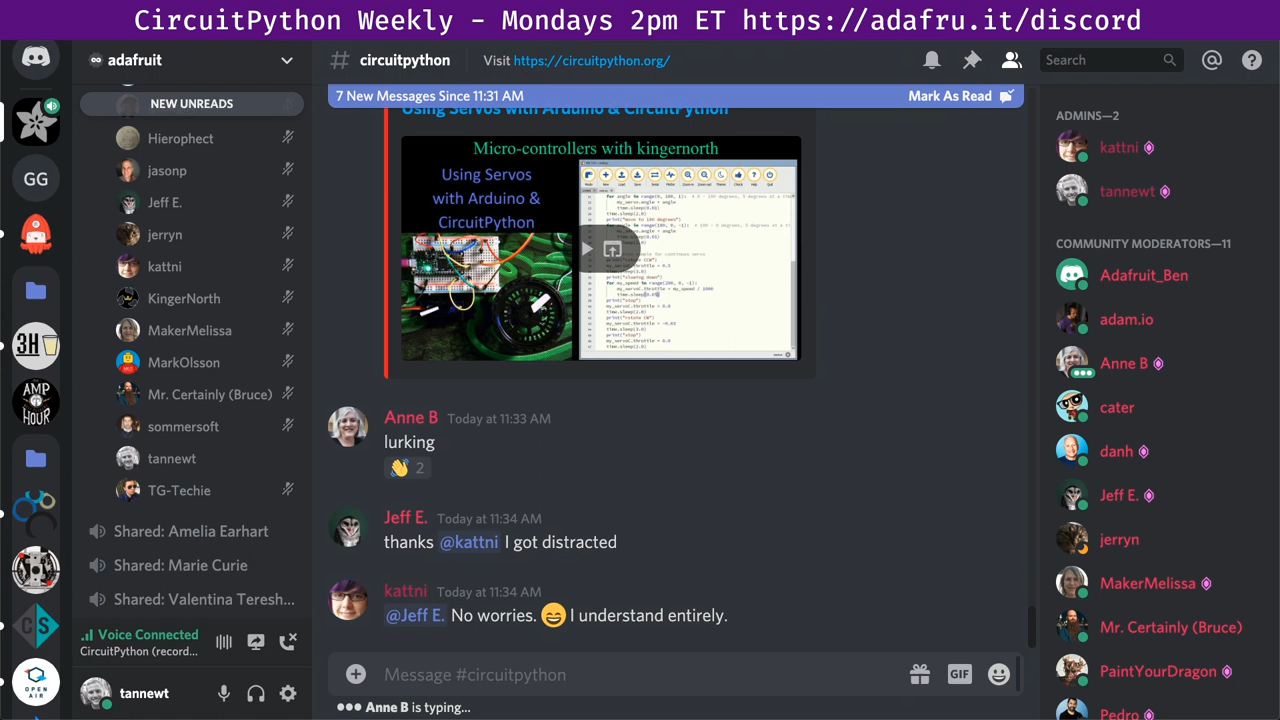 CircuitPython Weekly - Mondays 2pm ET https://adafru.it/discord
adafruit
NEW UNREADS
Hierophect
jasonp
Jeff E.
jerryn
kattni
KingerNorth
MakerMelissa
MarkOlsson
Mr. Certainly (Bruce)
sommersoft
tannewt
TG-Techie
Shared: Amelia Earhart
Shared: Marie Curie
Shared: Valentina Teresh...
Voice Connected
CircuitPython (record...
tannewt
GG
3H
THE
AMP
HOUR
CS
OPEN
AIR
# circuitpython
Visit https://circuitpython.org/
Search
7 New Messages Since 11:31 AM
Mark As Read
Using Servos with Arduino & CircuitPython
Micro-controllers with kingernorth
Using Servos
with Arduino &
CircuitPython
Anne B Today at 11:33 AM
lurking
2
Jeff E. Today at 11:34 AM
thanks @kattni I got distracted
kattni Today at 11:34 AM
@Jeff E. No worries. I understand entirely.
Message #circuitpython
GIF
Anne B is typing...
ADMINS—2
kattni
tannewt
COMMUNITY MODERATORS—11
Adafruit_Ben
adam.io
Anne B
cater
danh
Jeff E.
jerryn
MakerMelissa
Mr. Certainly (Bruce)
PaintYourDragon
Pedro